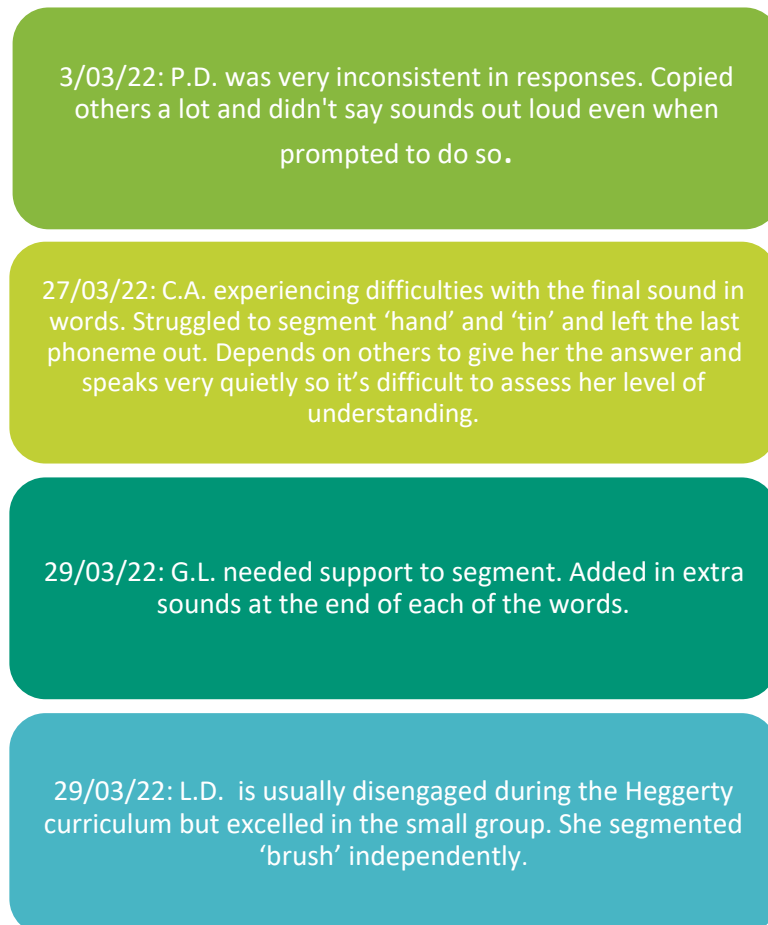 3/03/22: P.D. was very inconsistent in responses. Copied
others a lot and didn't say sounds out loud even when
prompted to do so.
27/03/22: C.A. experiencing difficulties with the final sound in
words. Struggled to segment ‘hand’ and ‘tin’ and left the last
phoneme out. Depends on others to give her the answer and
speaks very quietly so it’s difficult to assess her level of
understanding.
29/03/22: G.L. needed support to segment. Added in extra
sounds at the end of each of the words.
29/03/22: L.D. is usually disengaged during the Heggerty
curriculum but excelled in the small group. She segmented
‘brush’ independently.